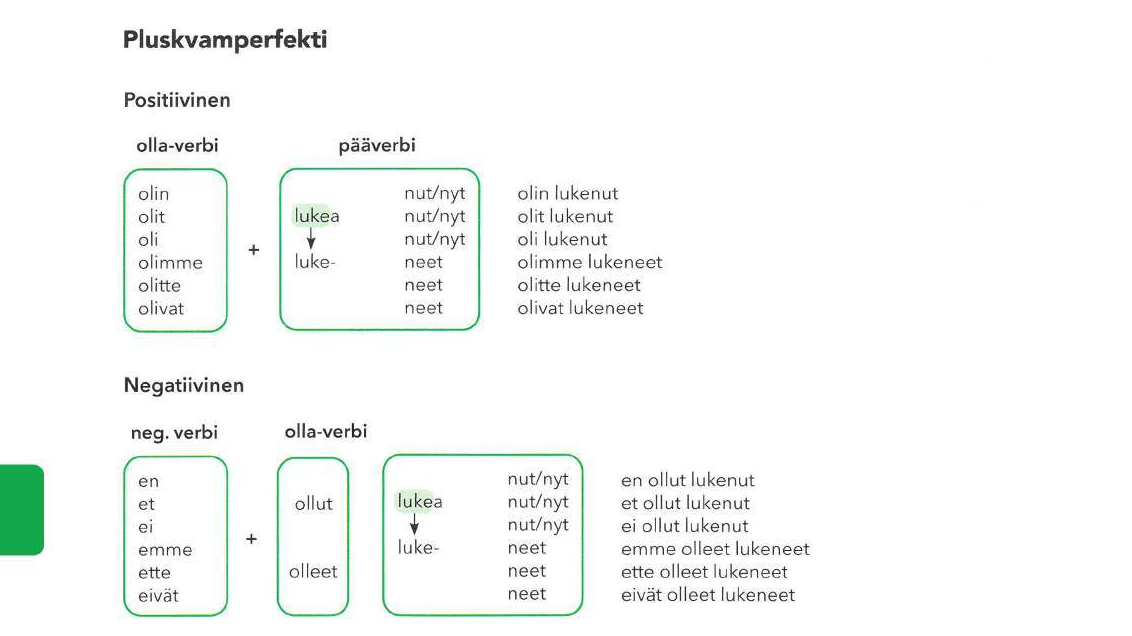 Pluskvamperfekti
Positiivinen
olla-verbi pääverbi
olin nut/nyt olin lukenut
olit lukea nut/nyt olit lukenut
oli nut/nyt oli lukenut
+
olimme luke- neet olimme lukeneet
olitte neet olitte lukeneet
olivat neet olivat lukeneet
Negatiivinen
neg. verbi olla-verbi
en nut/nyt en ollut lukenut
et ollut lukea nut/nyt et ollut lukenut
ei nut/nyt ei ollut lukenut
+
emme luke- neet emme olleet lukeneet
ette olleet neet ette olleet lukeneet
eivät neet eivät olleet lukeneet